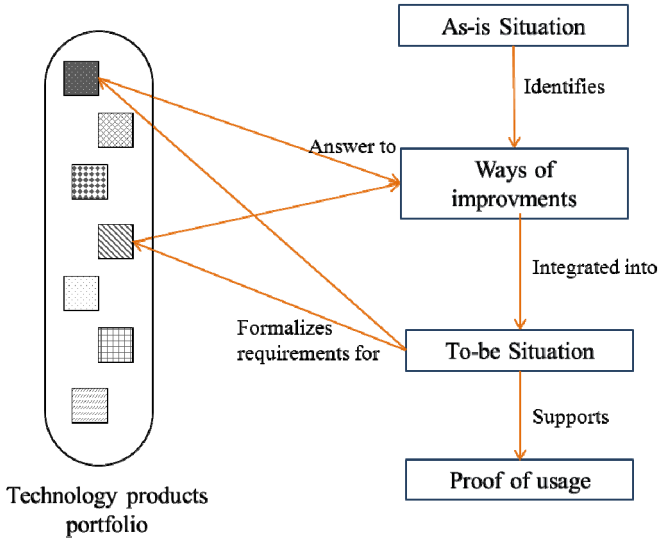 As-is Situation
Identifies
Answer to
Ways of
improvments
Integrated into
Formalizes
requirements for
To-be Situation
Supports
Proof of usage
Technology products
portfolio